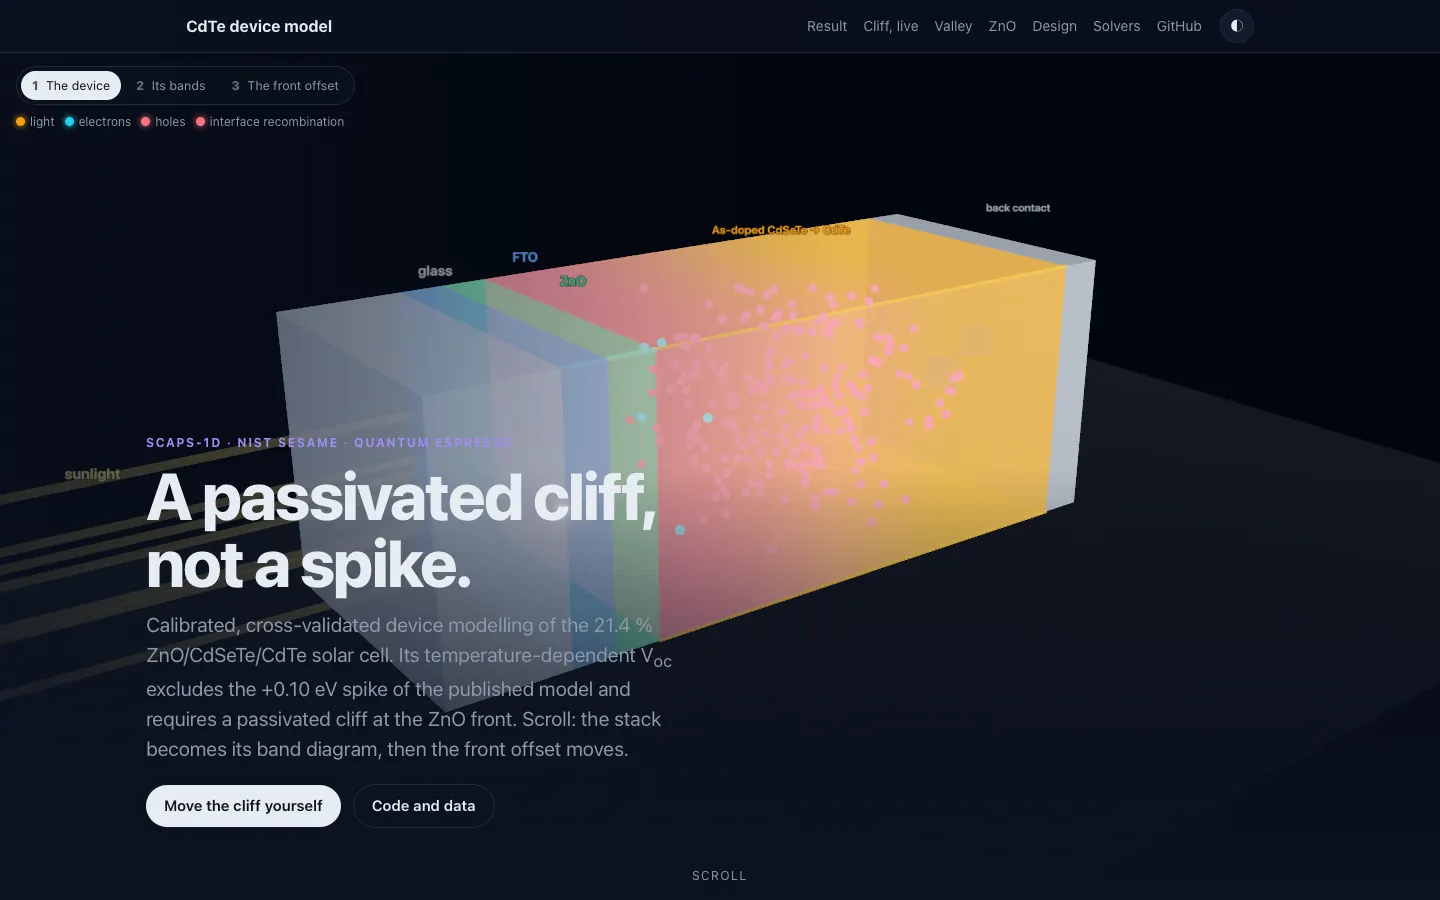 CdTe device model
Result Cliff, live Valley ZnO Design Solvers GitHub
1 The device 2 Its bands 3 The front offset
light electrons holes interface recombination
back contact
As-doped CdSeTe → CdTe
FTO
glass
ZnO
SCAPS-1D · NIST SESAME · QUANTUM ESPRESSO
sunlight
A passivated cliff,
not a spike.
Calibrated, cross-validated device modelling of the 21.4 %
ZnO/CdSeTe/CdTe solar cell. Its temperature-dependent Voc
excludes the +0.10 eV spike of the published model and
requires a passivated cliff at the ZnO front. Scroll: the stack
becomes its band diagram, then the front offset moves.
Move the cliff yourself Code and data
SCROLL